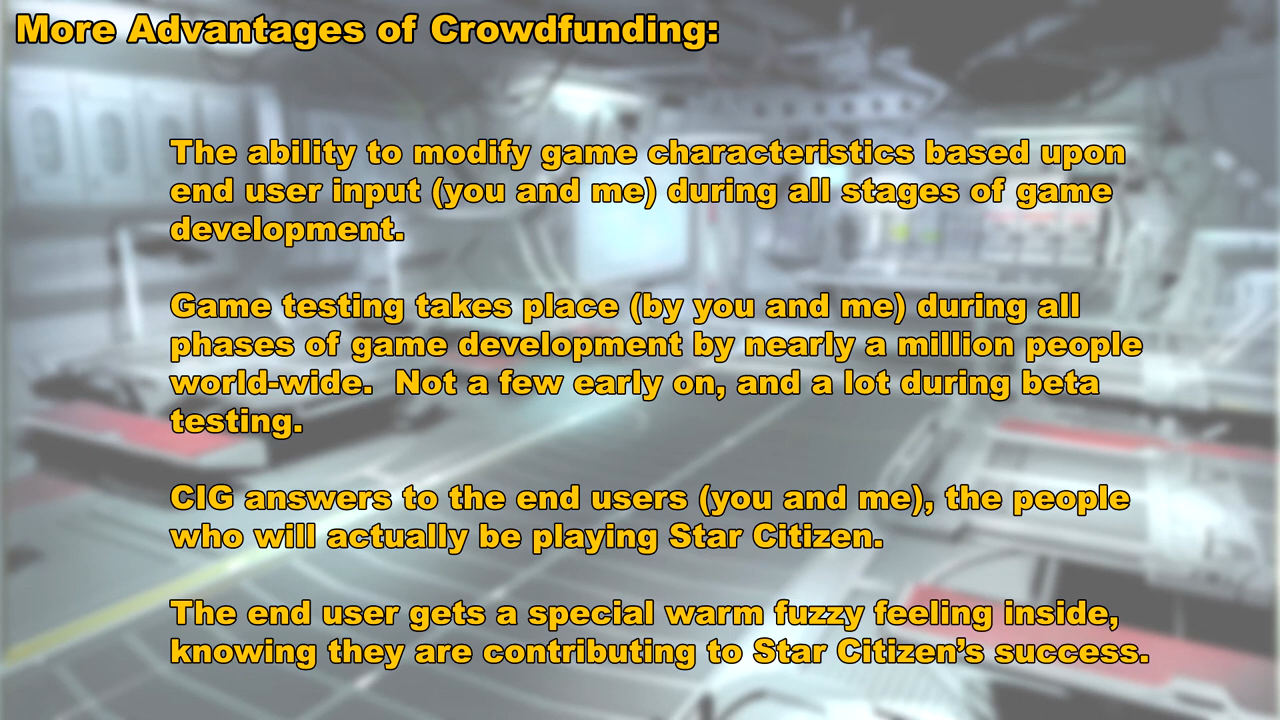 More Advantages of Crowdfunding:
The ability to modify game characteristics based upon
end user input (you and me) during all stages of game
development.
Game testing takes place (by you and me) during all
phases of game development by nearly a million people
world-wide.  Not a few early on, and a lot during beta
testing.
CIG answers to the end users (you and me), the people
who will actually be playing Star Citizen.
The end user gets a special warm fuzzy feeling inside,
knowing they are contributing to Star Citizen’s success.